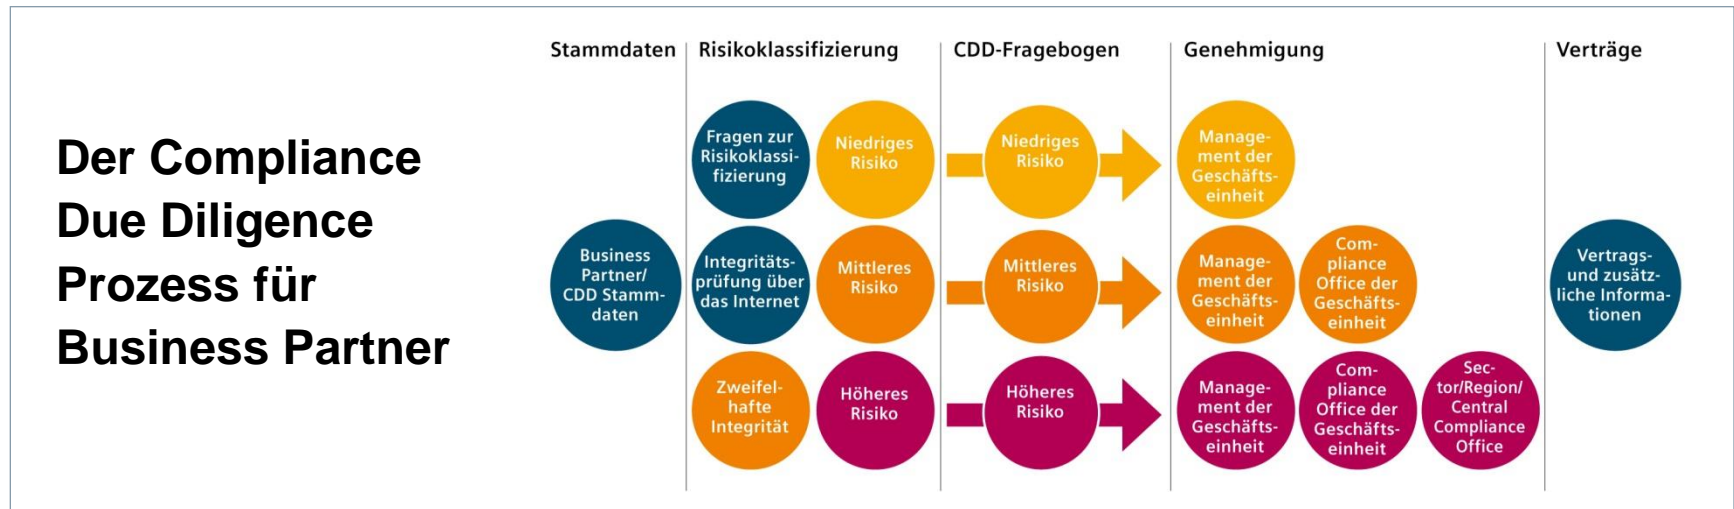 Der Compliance
Due Diligence
Prozess für
Business Partner
Stammdaten
Risikoklassifizierung
CDD-Fragebogen
Genehmigung
Verträge
Business
Partner/
CDD Stamm-
daten
Fragen zur
Risikoklassi-
fizierung
Niedriges
Risiko
Niedriges
Risiko
Manage-
ment der
Geschäfts-
einheit
Integritäts-
prüfung über
das Internet
Mittleres
Risiko
Mittleres
Risiko
Manage-
ment der
Geschäfts-
einheit
Com-
pliance
Office der
Geschäfts-
einheit
Zweifel-
hafte
Integrität
Höheres
Risiko
Höheres
Risiko
Manage-
ment der
Geschäfts-
einheit
Com-
pliance
Office der
Geschäfts-
einheit
Sec-
tor/Region/
Central
Compliance
Office
Vertrags-
und zusätz-
liche Informa-
tionen